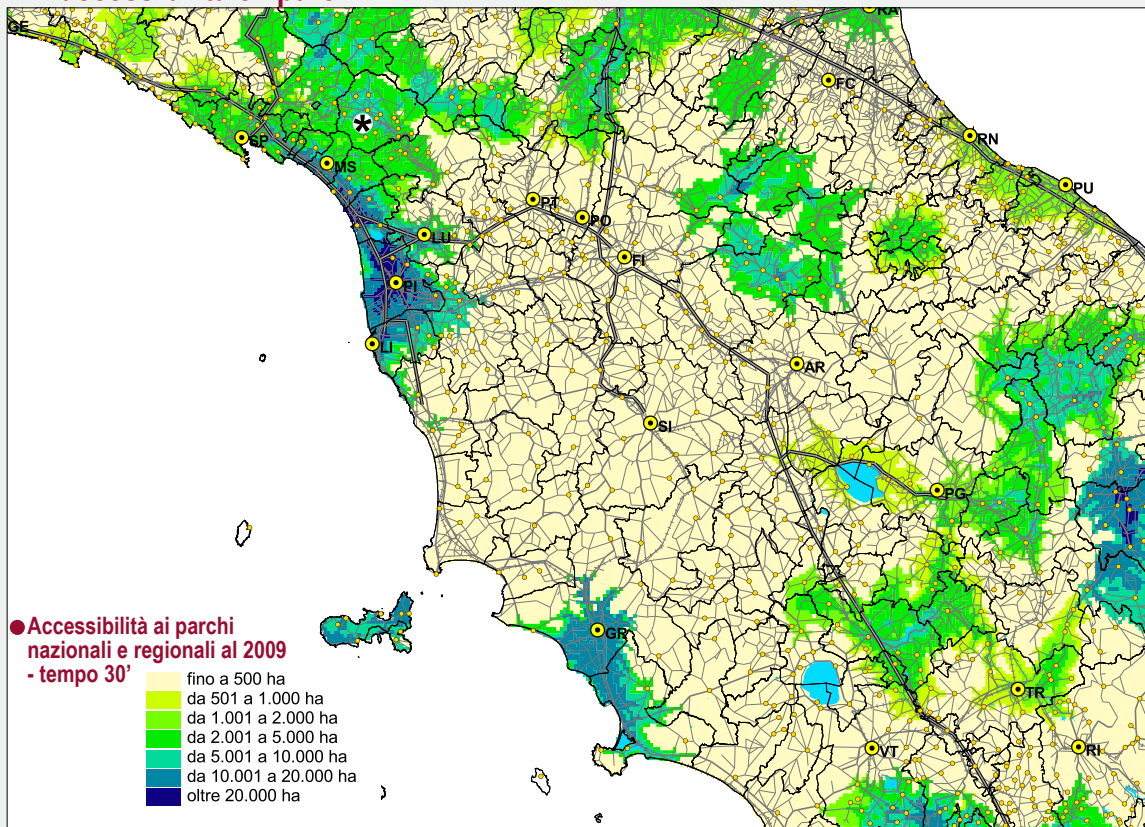 GE
RA
FC
SP
RN
MS
PU
PT
PO
LU
FI
PI
LI
AR
SI
PG
GR
TR
VT
RI
Accessibilità ai parchi
nazionali e regionali al 2009
- tempo 30’
fino a 500 ha
da 501 a 1.000 ha
da 1.001 a 2.000 ha
da 2.001 a 5.000 ha
da 5.001 a 10.000 ha
da 10.001 a 20.000 ha
oltre 20.000 ha